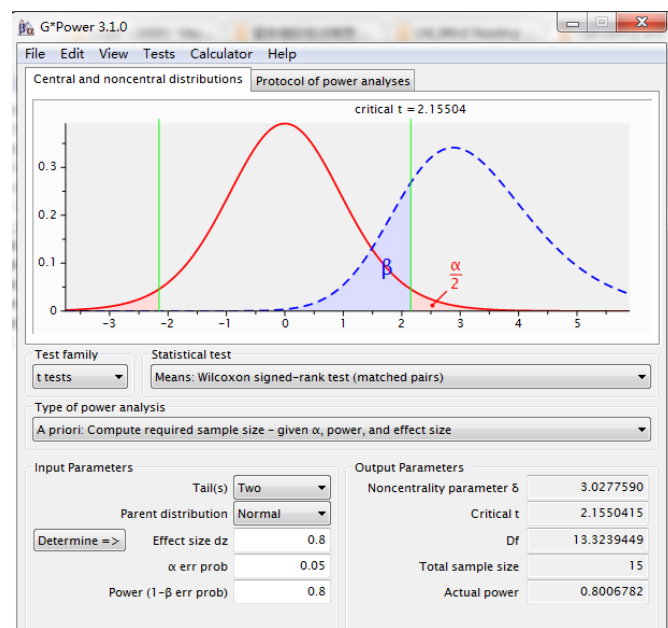 G*Power 3.1.0
File Edit View Tests Calculator Help
Central and noncentral distributions Protocol of power analyses
critical t = 2.15504
0.3
0.2
0.1
0
β
α
2
-3 -2 -1 0 1 2 3 4 5
Test family Statistical test
t tests Means: Wilcoxon signed-rank test (matched pairs)
Type of power analysis
A priori: Compute required sample size - given α, power, and effect size
Input Parameters Output Parameters
Tail(s) Two Noncentrality parameter δ 3.0277590
Parent distribution Normal Critical t 2.1550415
Determine => Effect size dz 0.8 Df 13.3239449
α err prob 0.05 Total sample size 15
Power (1-β err prob) 0.8 Actual power 0.8006782